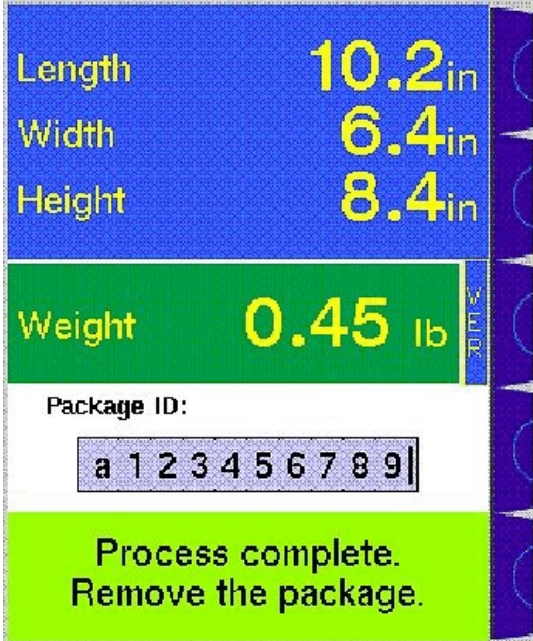 Length 10.2in
Width 6.4in
Height 8.4in
Weight 0.45 lb
VER
Package ID:
a 1 2 3 4 5 6 7 8 9
Process complete.
Remove the package.